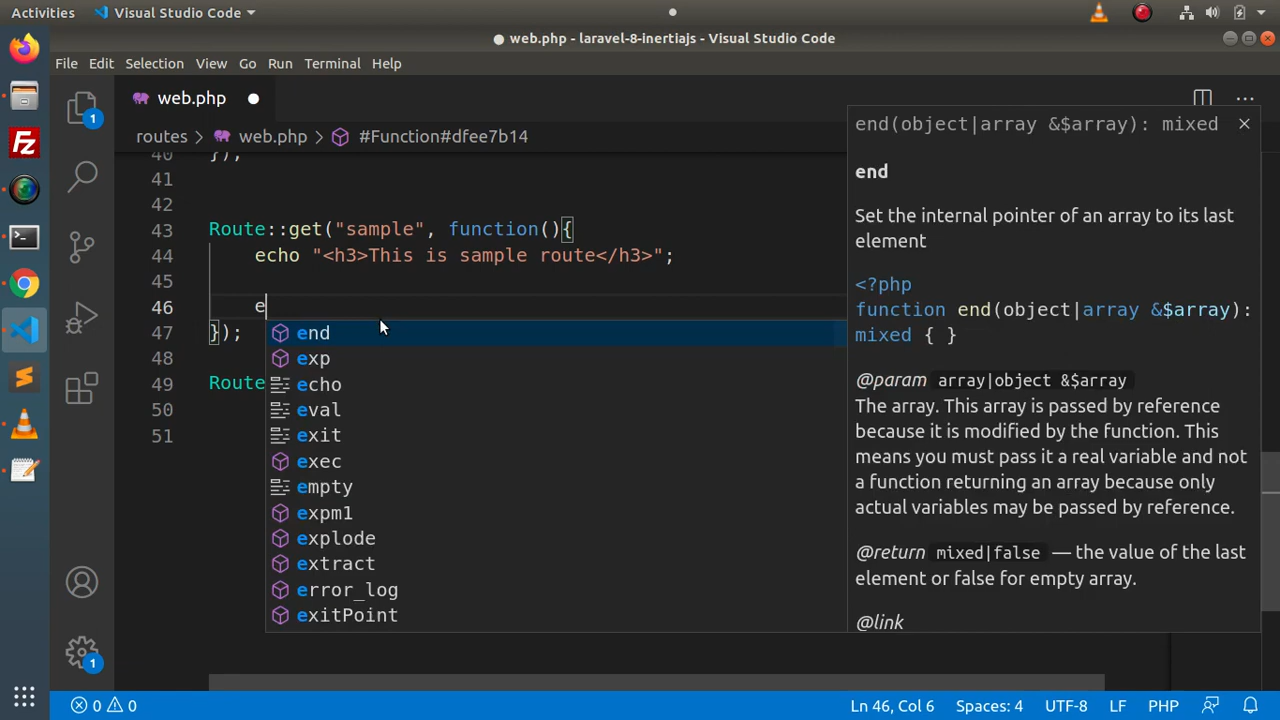 Activities Visual Studio Code
web.php - laravel-8-inertiajs - Visual Studio Code
File Edit Selection View Go Run Terminal Help
web.php
routes > web.php > #Function#dfee7b14
40 });
41
42
43 Route::get("sample", function(){
44 echo "<h3>This is sample route</h3>";
45
46 e
47 });
48
49 Route
50
51
end
exp
echo
eval
exit
exec
empty
expm1
explode
extract
error_log
exitPoint
end(object|array &$array): mixed
end
Set the internal pointer of an array to its last
element
<?php
function end(object|array &$array):
mixed { }
@param array|object &$array
The array. This array is passed by reference
because it is modified by the function. This
means you must pass it a real variable and not
a function returning an array because only
actual variables may be passed by reference.
@return mixed|false — the value of the last
element or false for empty array.
@link
1
1
0 0
Ln 46, Col 6 Spaces: 4 UTF-8 LF PHP